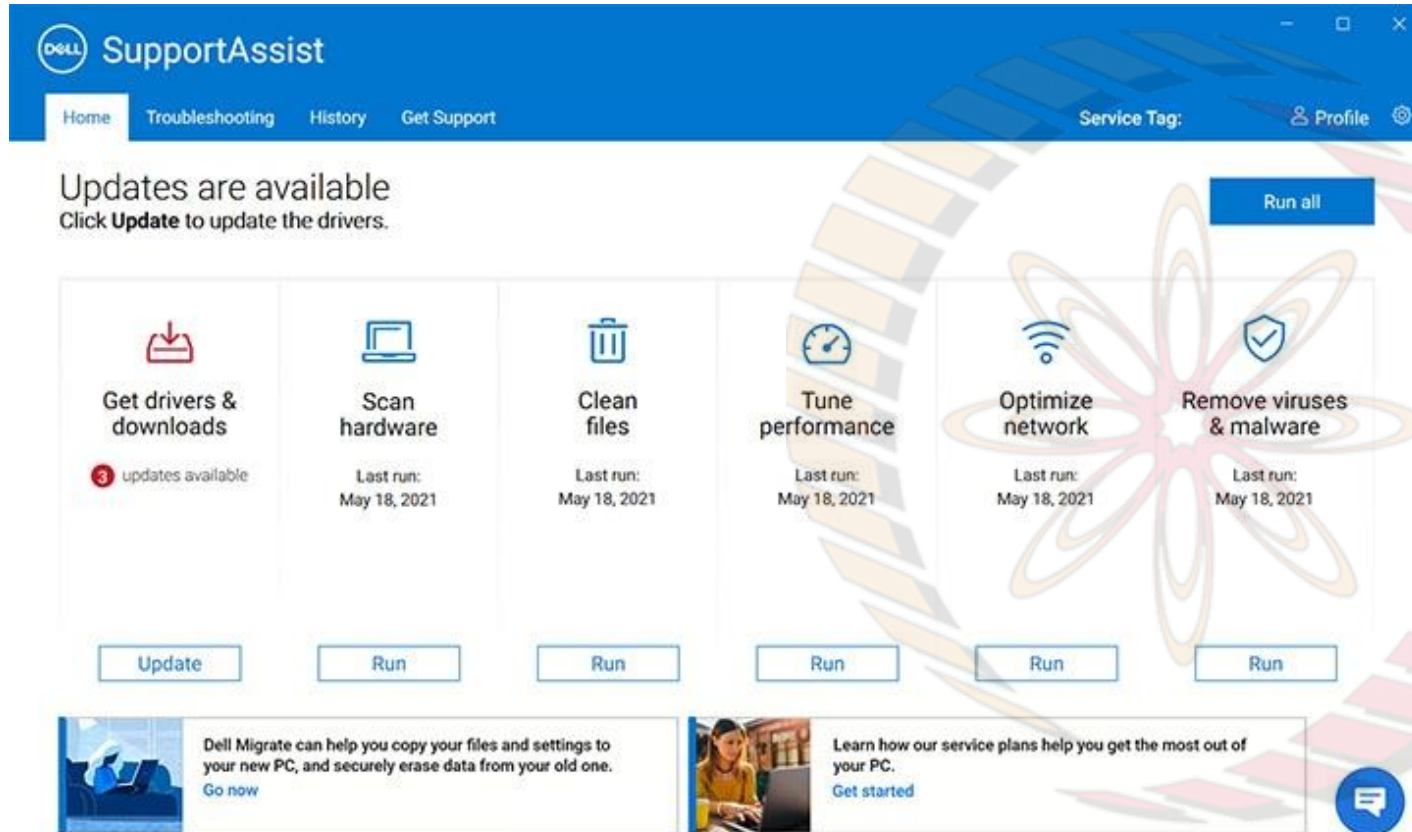 DELL SupportAssist
Home Troubleshooting History Get Support Service Tag: Profile
Updates are available
Click Update to update the drivers.
Run all
Get drivers &
downloads
3 updates available
Update
Scan
hardware
Last run:
May 18, 2021
Run
Clean
files
Last run:
May 18, 2021
Run
Tune
performance
Last run:
May 18, 2021
Run
Optimize
network
Last run:
May 18, 2021
Run
Remove viruses
& malware
Last run:
May 18, 2021
Run
Dell Migrate can help you copy your files and settings to
your new PC, and securely erase data from your old one.
Go now
Learn how our service plans help you get the most out of
your PC.
Get started